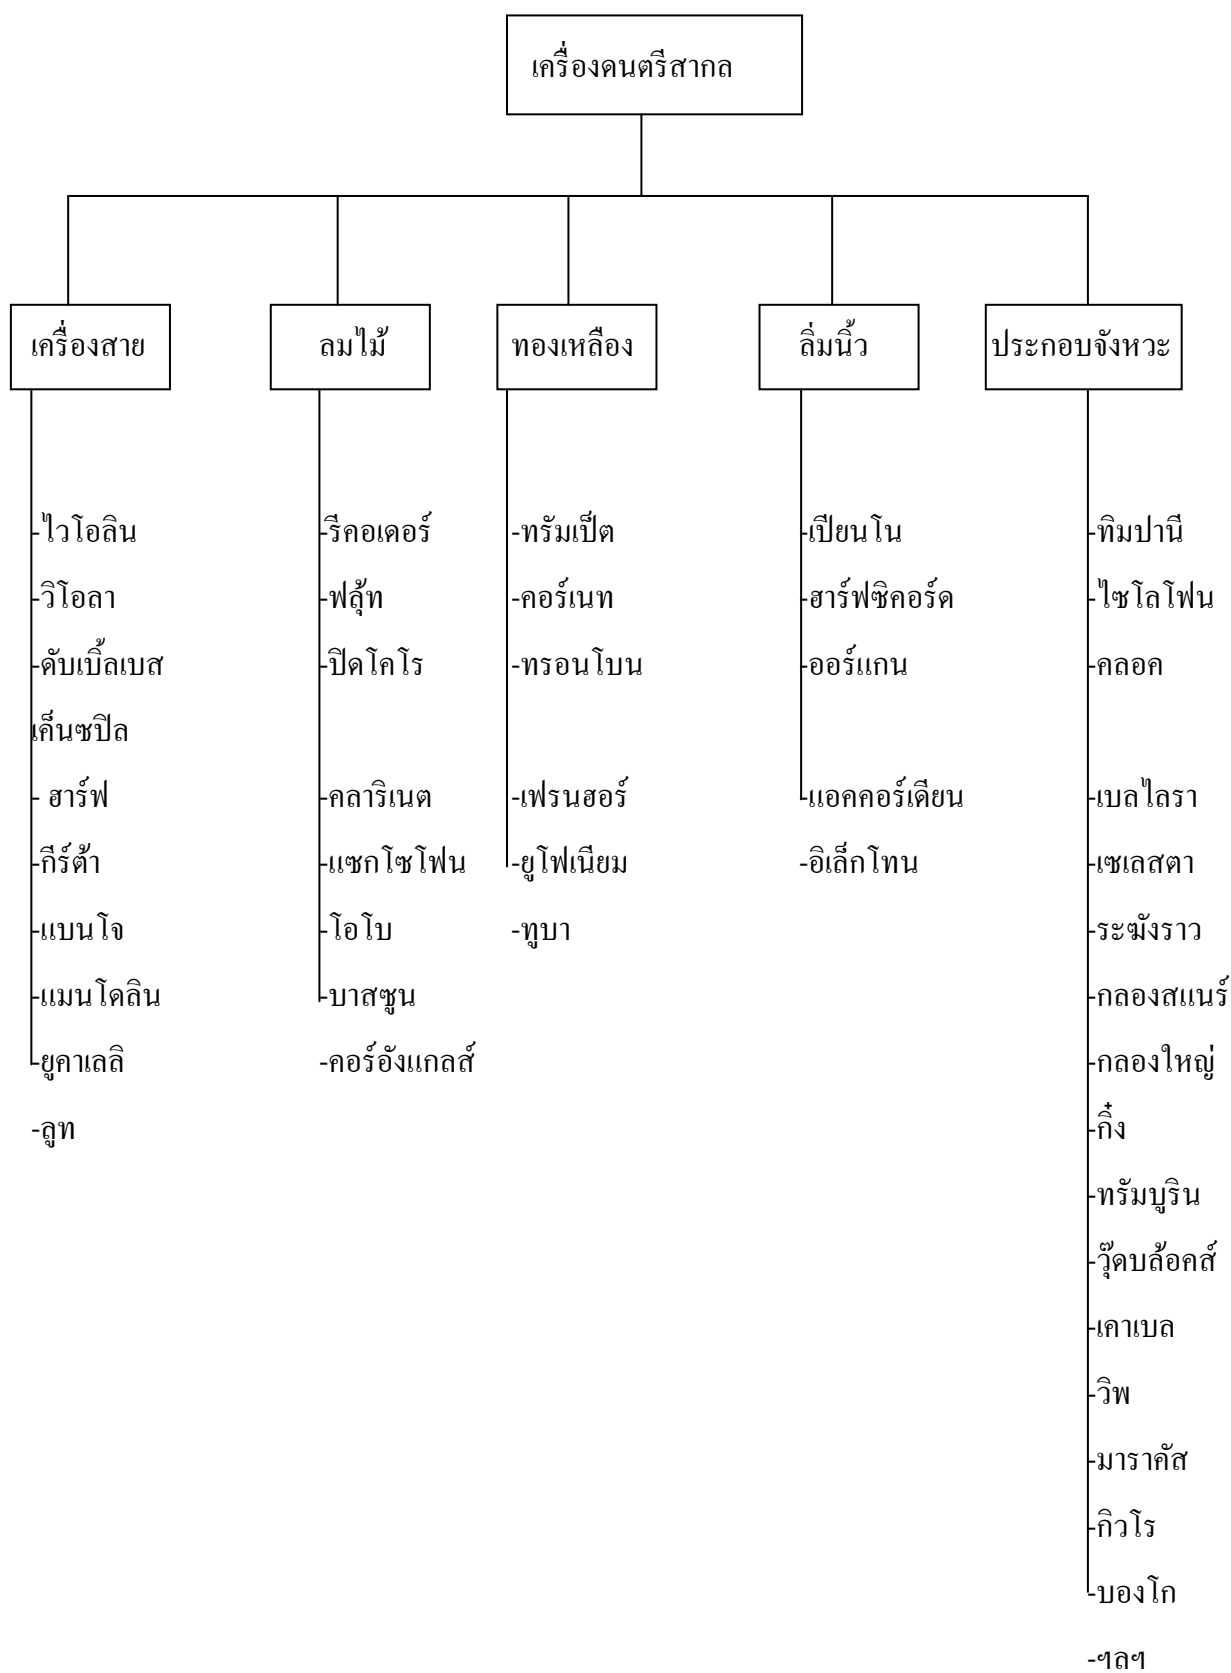 เครื่องดนตรีสากล
เครื่องสาย ลมไม้ ทองเหลือง ลิ่มนิ้ว ประกอบจังหวะ
-ไวโอลิน -รีคอเดอร์ -ทรัมเป็ต -เปียนโน -ทิมปานี
-วิโอลา -ฟลุ้ท -คอร์เนท -ฮาร์ฟซิคอร์ด -ไซโลโฟน
-ดับเบิ้ลเบส -ปิดโคโร -ทรอนโบน -ออร์แกน -คลอค
เค็นซปิล
- ฮาร์ฟ -คลาริเนต -เฟรนฮอร์ -แอคคอร์เดียน -เบลไลรา
-กีร์ต้า -แซกโซโฟน -ยูโฟเนียม -อิเล็กโทน -เซเลสตา
-แบนโจ -โอโบ -ทูบา -ระฆังราว
-แมนโดลิน -บาสซูน -กลองสแนร์
-ยูคาเลลิ -คอร์อังแกลส์ -กลองใหญ่
-ลูท -กิ๋ง
-ทรัมบูริน
-วุ๊ดบล้อคส์
-เคาเบล
-วิพ
-มาราคัส
-กิวโร
-บองโก
-ฯลฯ